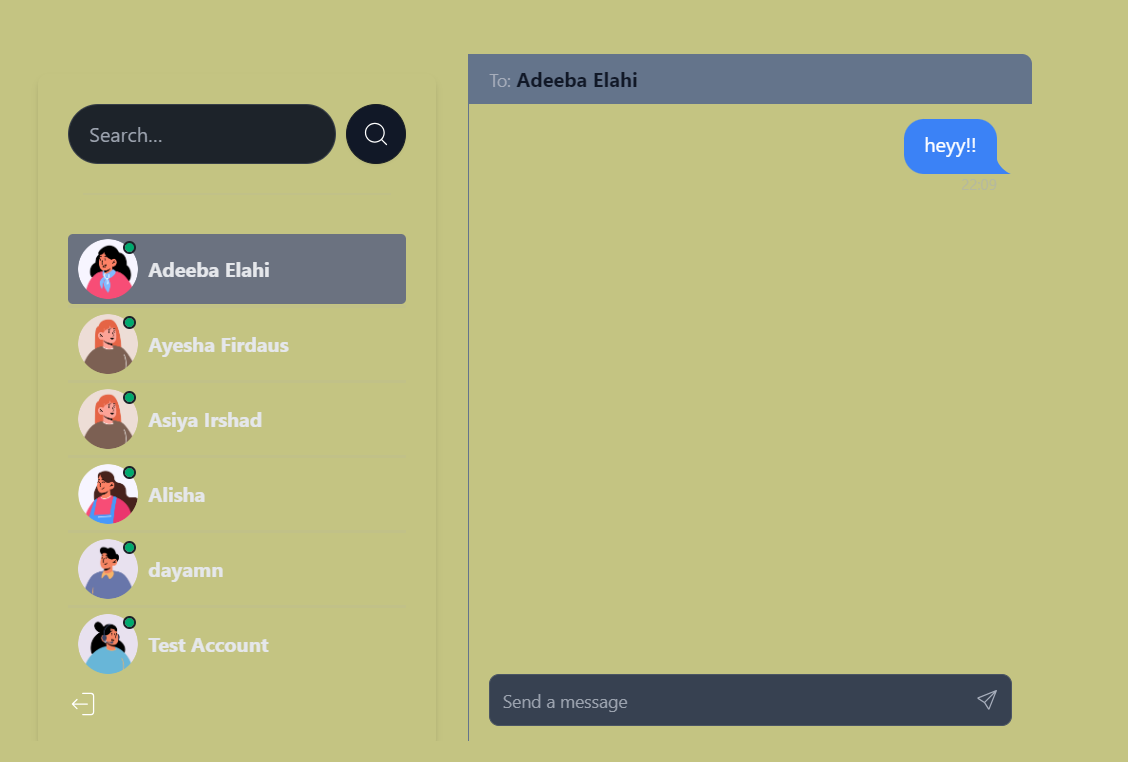 Search...
Adeeba Elahi
Ayesha Firdaus
Asiya Irshad
Alisha
dayamn
Test Account
To: Adeeba Elahi
heyy!!
22:09
Send a message